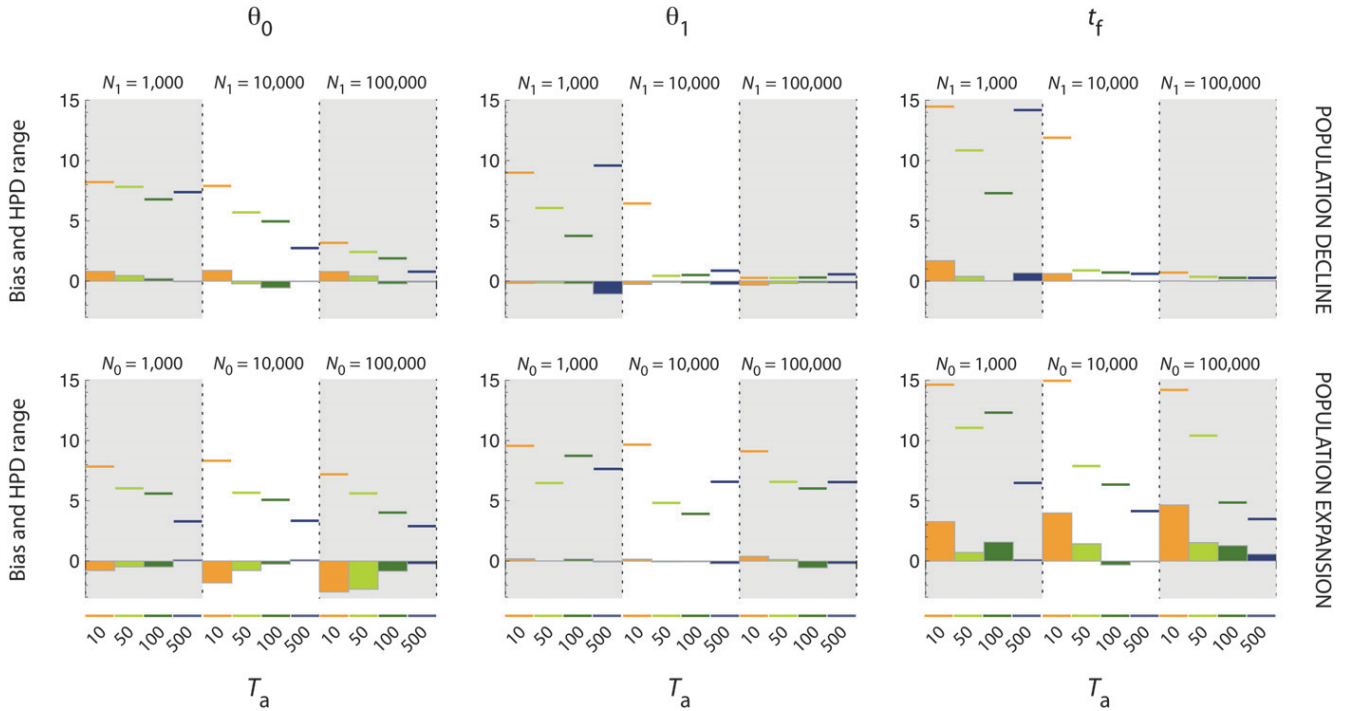 θ0 θ1 tf
N1 = 1,000 N1 = 10,000 N1 = 100,000 N1 = 1,000 N1 = 10,000 N1 = 100,000 N1 = 1,000 N1 = 10,000 N1 = 100,000
15 15 15
10 10 10
5 5 5
0 0 0
Bias and HPD range
POPULATION DECLINE
N0 = 1,000 N0 = 10,000 N0 = 100,000 N0 = 1,000 N0 = 10,000 N0 = 100,000 N0 = 1,000 N0 = 10,000 N0 = 100,000
15 15 15
10 10 10
5 5 5
0 0 0
Bias and HPD range
POPULATION EXPANSION
10 50 100 500 10 50 100 500 10 50 100 500 10 50 100 500 10 50 100 500 10 50 100 500 10 50 100 500 10 50 100 500 10 50 100 500
Ta Ta Ta